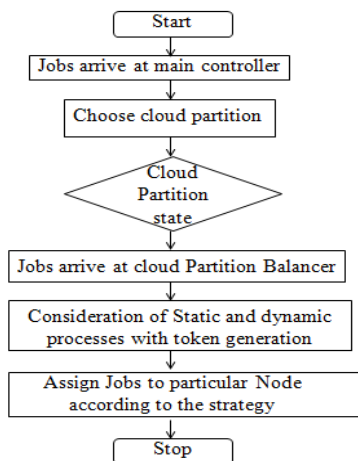 Start
Jobs arrive at main controller
Choose cloud partition
Cloud
Partition
state
Jobs arrive at cloud Partition Balancer
Consideration of Static and dynamic
processes with token generation
Assign Jobs to particular Node
according to the strategy
Stop